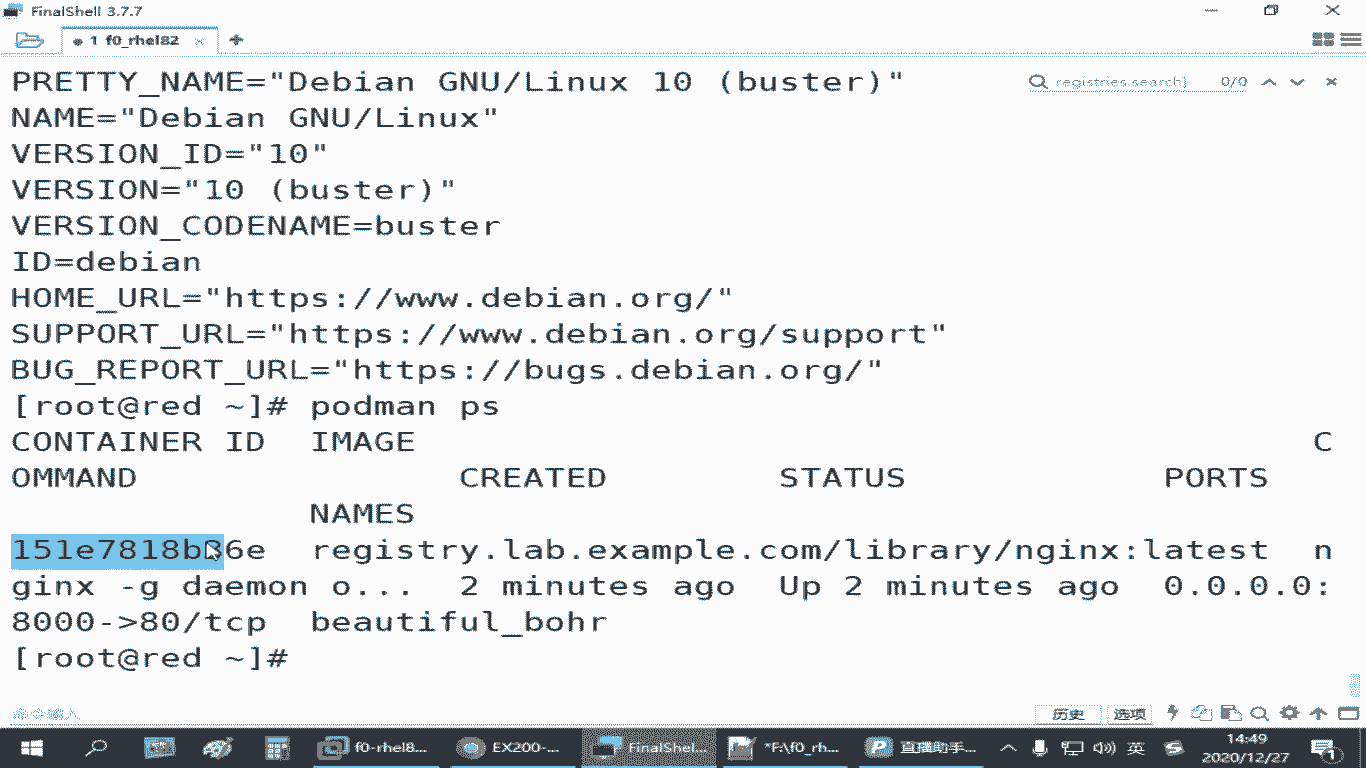 FinalShell 3.7.7
1 f0_rhel82
PRETTY_NAME="Debian GNU/Linux 10 (buster)"
registries.search]
0/0
NAME="Debian GNU/Linux"
VERSION_ID="10"
VERSION="10 (buster)"
VERSION_CODENAME=buster
ID=debian
HOME_URL="https://www.debian.org/"
SUPPORT_URL="https://www.debian.org/support"
BUG_REPORT_URL="https://bugs.debian.org/"
[root@red ~]# podman ps
CONTAINER ID  IMAGE                                          C
OMMAND               CREATED        STATUS            PORTS
              NAMES
151e7818b86e  registry.lab.example.com/library/nginx:latest  n
ginx -g daemon o...  2 minutes ago  Up 2 minutes ago  0.0.0.0:
8000->80/tcp  beautiful_bohr
[root@red ~]#
命令输入
历史 选项
f0-rhel8... EX200-... FinalShel... *F:\f0_rh... 直播助手... 英 14:49
2020/12/27
1